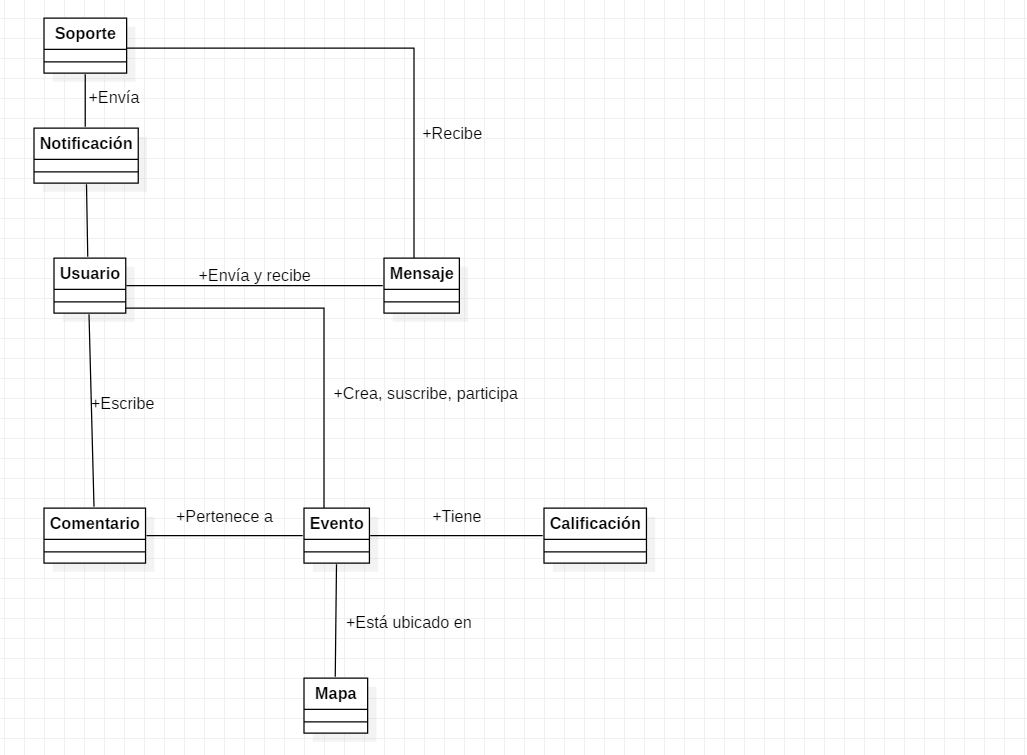 Soporte
+Envía
Notificación
+Recibe
Usuario
+Envía y recibe
Mensaje
+Crea, suscribe, participa
+Escribe
Comentario
+Pertenece a
Evento
+Tiene
Calificación
+Está ubicado en
Mapa